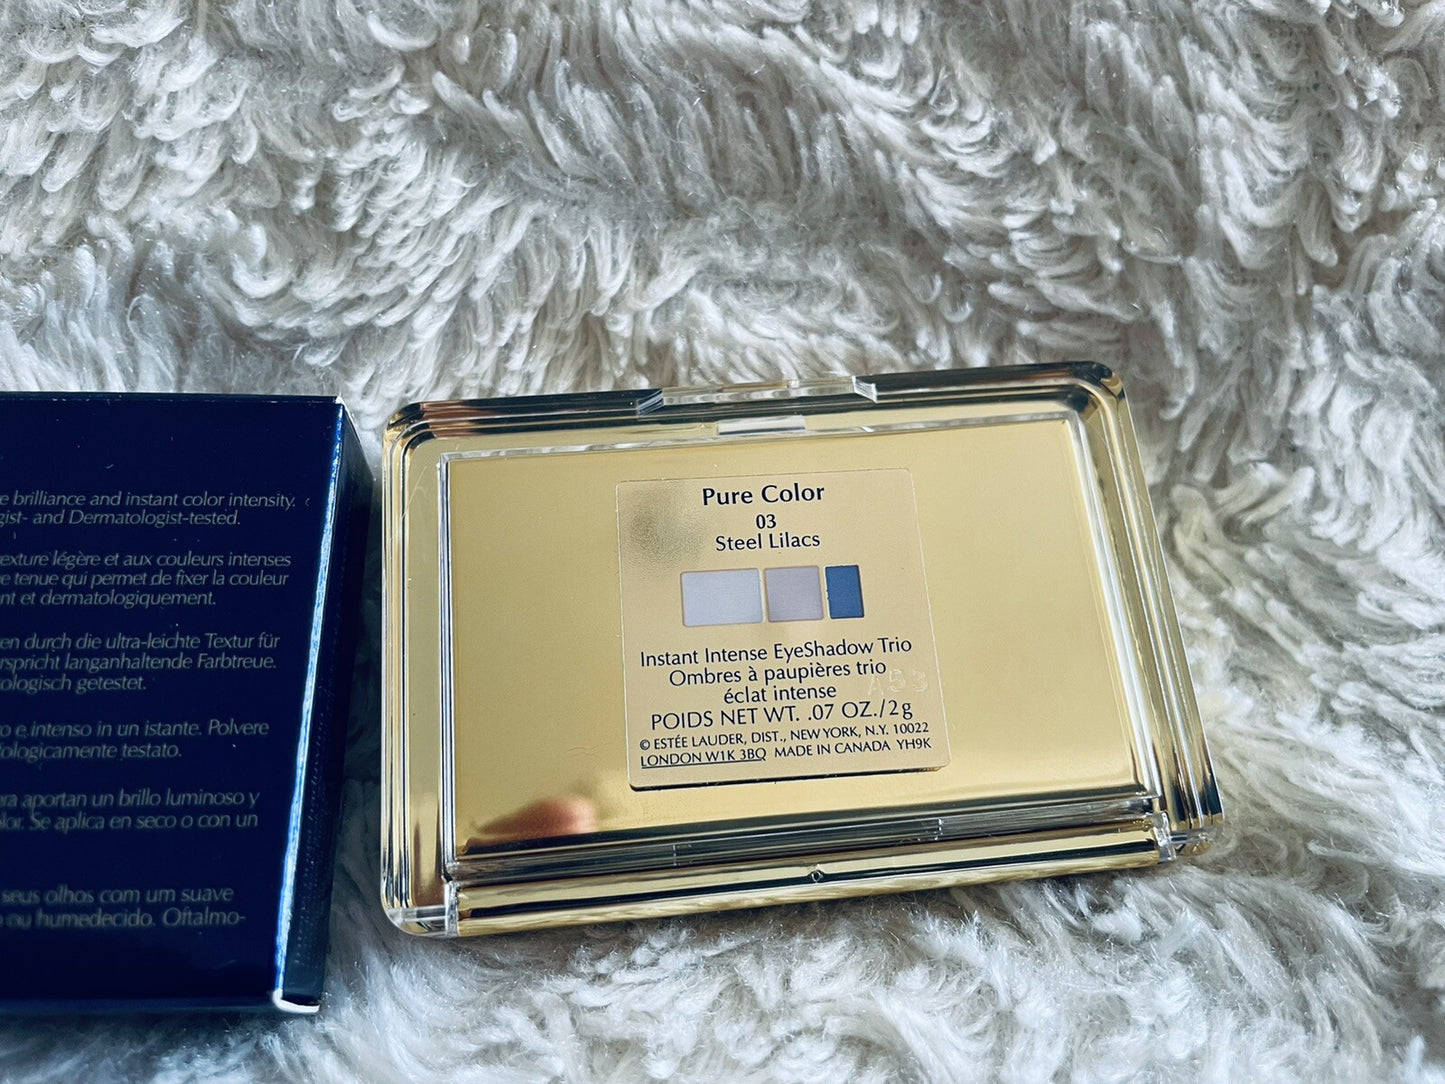 e brilliance and instant color intensity.
gist- and Dermatologist-tested.
texture légère et aux couleurs intenses
e tenue qui permet de fixer la couleur
nt et dermatologiquement.
en durch die ultra-leichte Textur für
rspricht langanhaltende Farbtreue.
ologisch getestet.
o e intenso in un istante. Polvere
ologicamente testato.
era aportan un brillo luminoso y
olor. Se aplica en seco o con un
seus olhos com um suave
o ou humedecido. Oftalmo-
Pure Color
03
Steel Lilacs
Instant Intense EyeShadow Trio
Ombres à paupières trio
éclat intense
A53
POIDS NET WT. .07 OZ./2g
© ESTÉE LAUDER, DIST., NEW YORK, N.Y. 10022
LONDON W1K 3BQ MADE IN CANADA YH9K